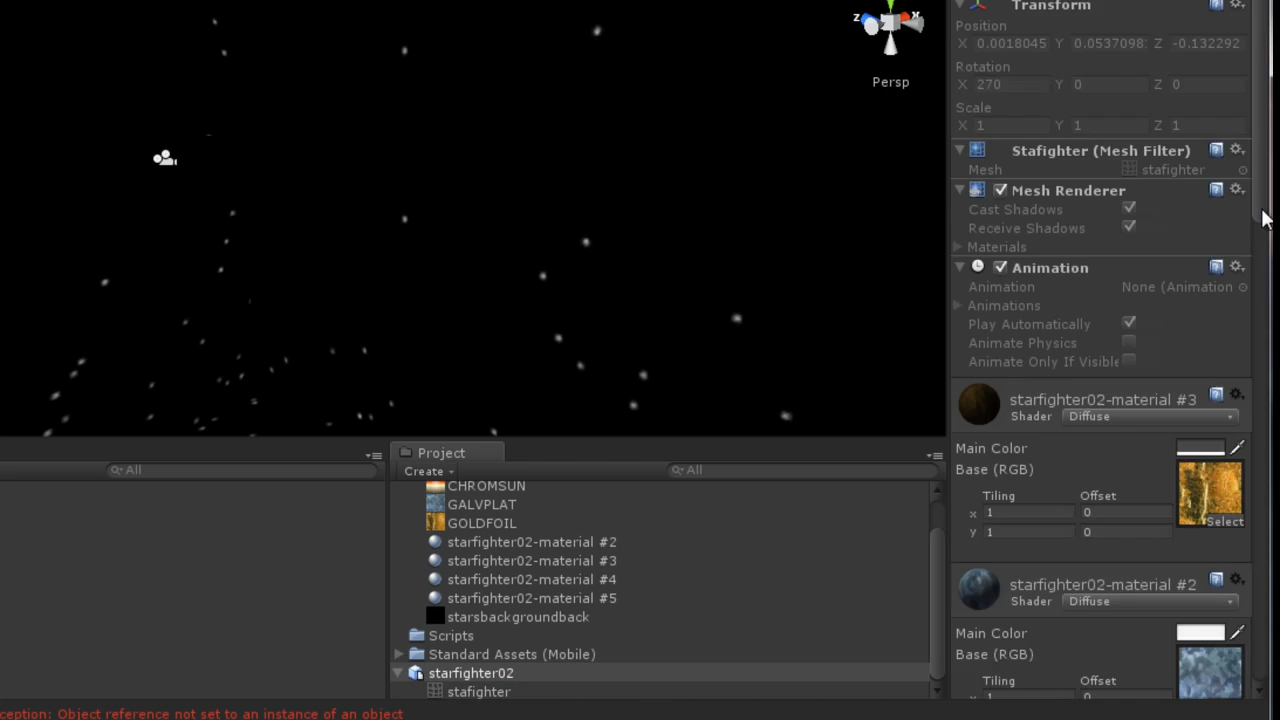 z x
Persp
All
Project
Create
All
CHROMSUN
GALVPLAT
GOLDFOIL
starfighter02-material #2
starfighter02-material #3
starfighter02-material #4
starfighter02-material #5
starsbackgroundback
Scripts
Standard Assets (Mobile)
starfighter02
stafighter
ception: Object reference not set to an instance of an object
Transform
Position
X 0.0018045 Y 0.0537098 Z -0.132292
Rotation
X 270 Y 0 Z 0
Scale
X 1 Y 1 Z 1
Stafighter (Mesh Filter)
Mesh stafighter
Mesh Renderer
Cast Shadows
Receive Shadows
Materials
Animation
Animation None (Animation
Animations
Play Automatically
Animate Physics
Animate Only If Visible
starfighter02-material #3
Shader Diffuse
Main Color
Base (RGB)
Tiling Offset
x 1 0
y 1 0
Select
starfighter02-material #2
Shader Diffuse
Main Color
Base (RGB)
Tiling Offset